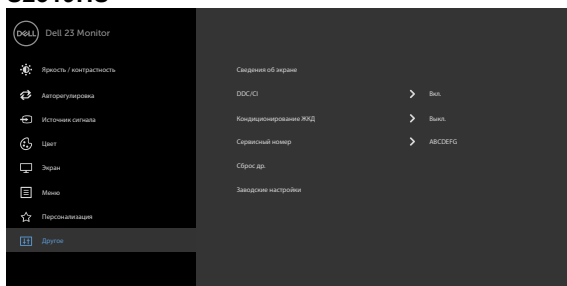 DELL
Dell 23 Monitor
Яркость / контрастность
Авторегулировка
Источник сигнала
Цвет
Экран
Меню
Персонализация
Другое
Сведения об экране
DDC/CI
Вкл.
Кондиционирование ЖКД
Выкл.
Сервисный номер
ABCDEFG
Сброс др.
Заводские настройки